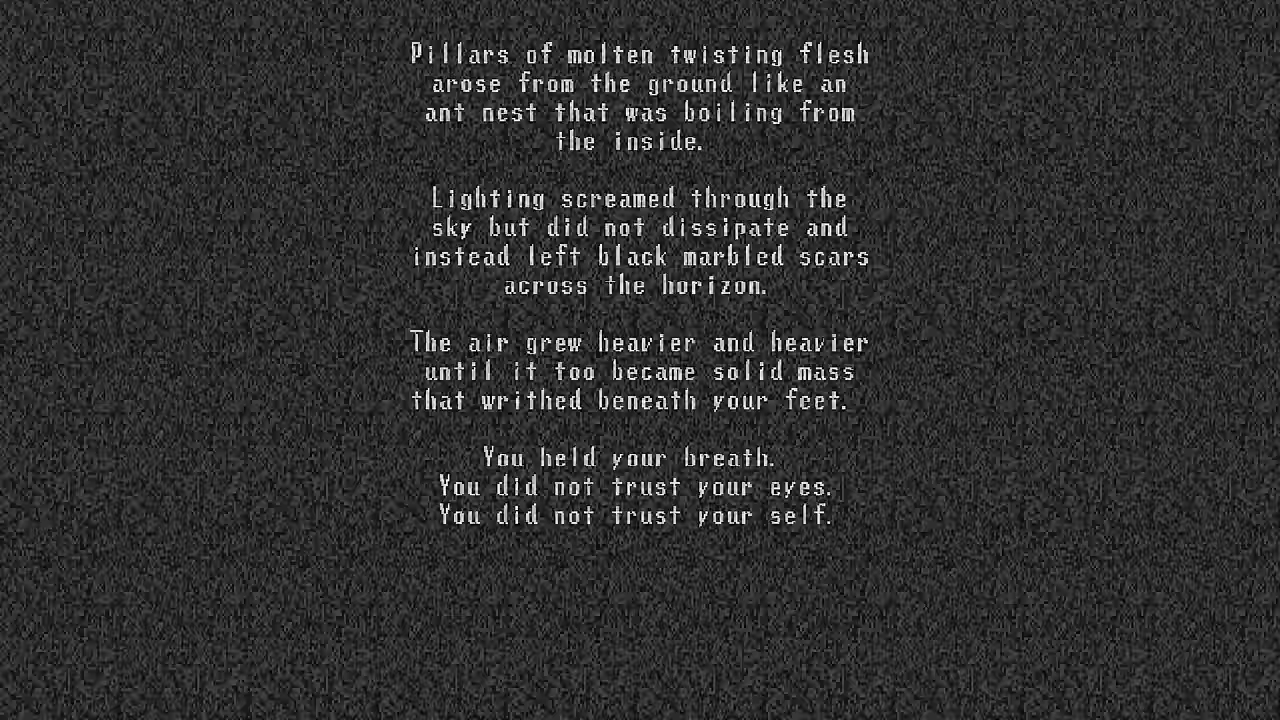 Pillars of molten twisting flesh
arose from the ground like an
ant nest that was boiling from
the inside.
Lighting screamed through the
sky but did not dissipate and
instead left black marbled scars
across the horizon.
The air grew heavier and heavier
until it too became solid mass
that writhed beneath your feet.
You held your breath.
You did not trust your eyes.
You did not trust your self.